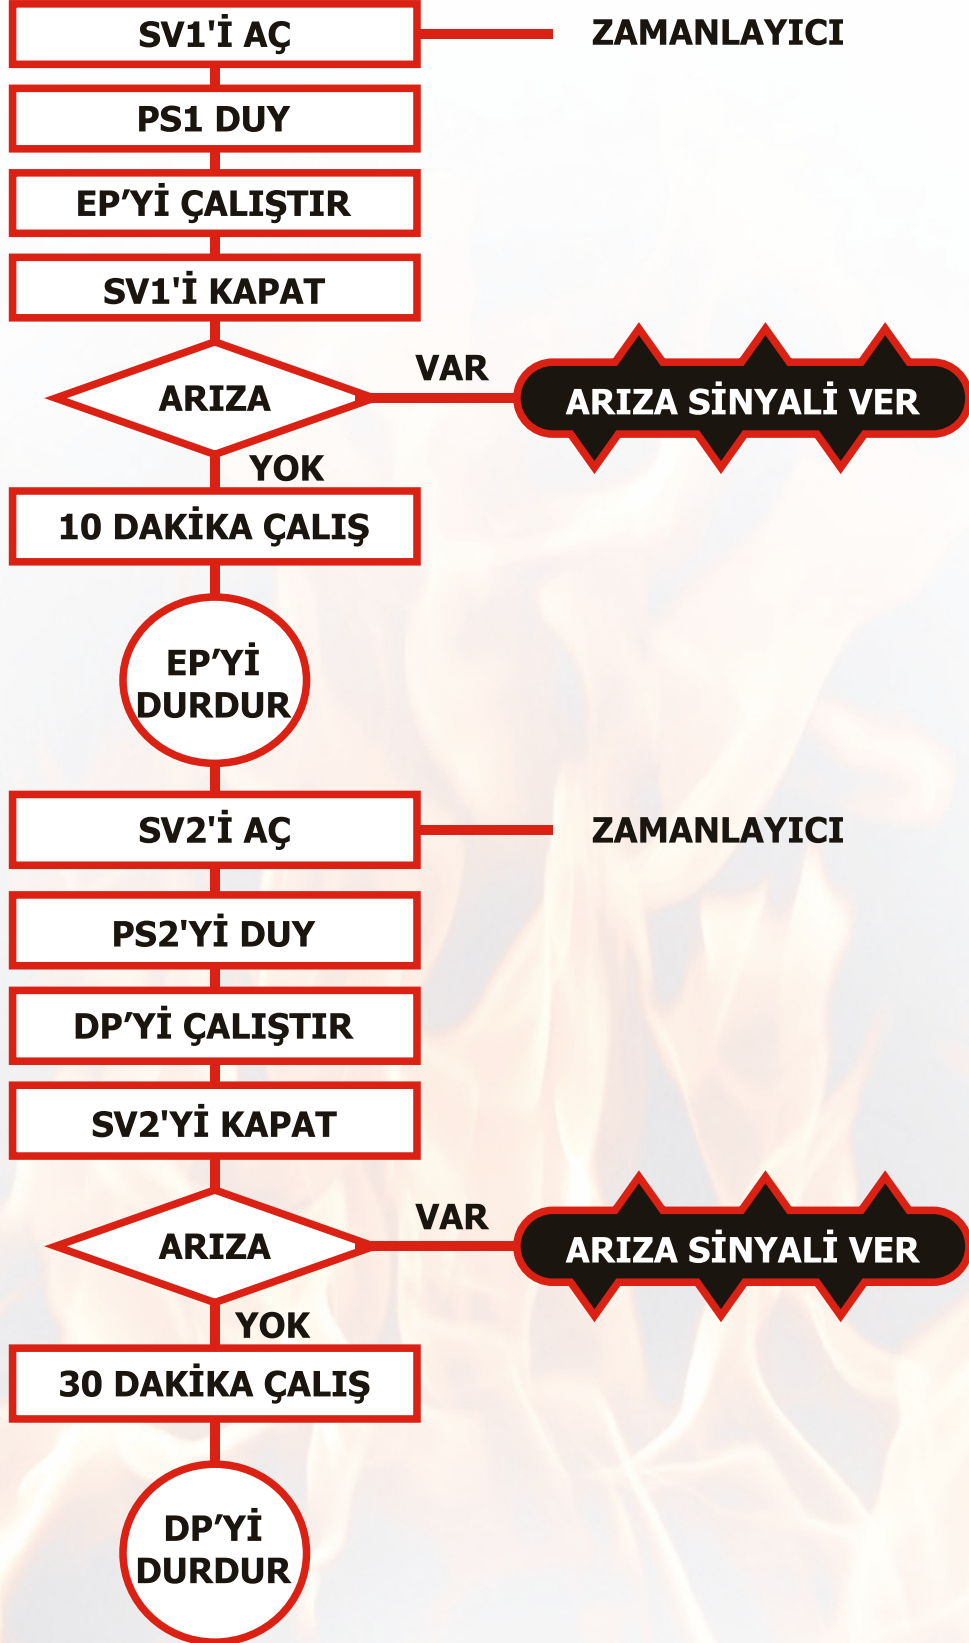 SV1'İ AÇ
ZAMANLAYICI
PS1 DUY
EP’Yİ ÇALIŞTIR
SV1'İ KAPAT
ARIZA
VAR
ARIZA SİNYALİ VER
YOK
10 DAKİKA ÇALIŞ
EP’Yİ
DURDUR
SV2'İ AÇ
ZAMANLAYICI
PS2'Yİ DUY
DP’Yİ ÇALIŞTIR
SV2'Yİ KAPAT
ARIZA
VAR
ARIZA SİNYALİ VER
YOK
30 DAKİKA ÇALIŞ
DP’Yİ
DURDUR